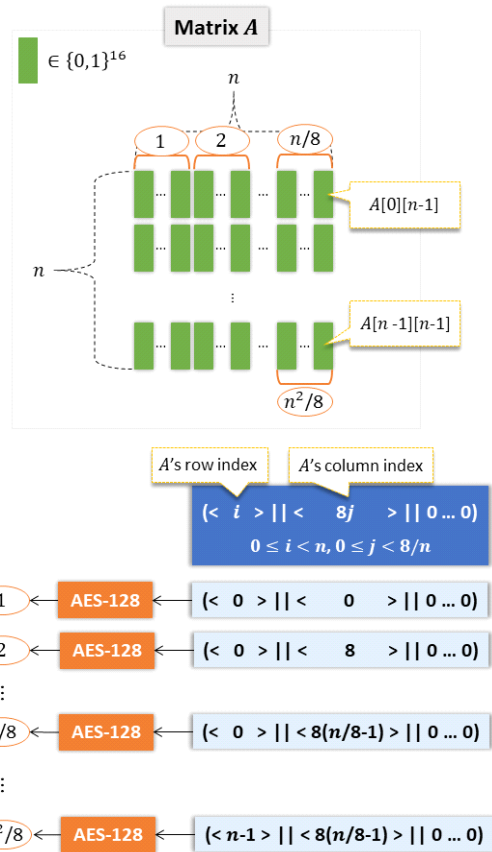 Matrix A
∈ {0,1}¹⁶
n
1 2 n/8
... ... ... ...
A[0][n-1]
... ... ... ...
n
⋮
A[n -1][n-1]
... ... ... ...
n²/8
A's row index A's column index
(< i > || < 8j > || 0 ... 0)
0 ≤ i < n, 0 ≤ j < 8/n
1 AES-128 (< 0 > || < 0 > || 0 ... 0)
2 AES-128 (< 0 > || < 8 > || 0 ... 0)
⋮
/8 AES-128 (< 0 > || < 8(n/8-1) > || 0 ... 0)
⋮
²/8 AES-128 (< n-1 > || < 8(n/8-1) > || 0 ... 0)